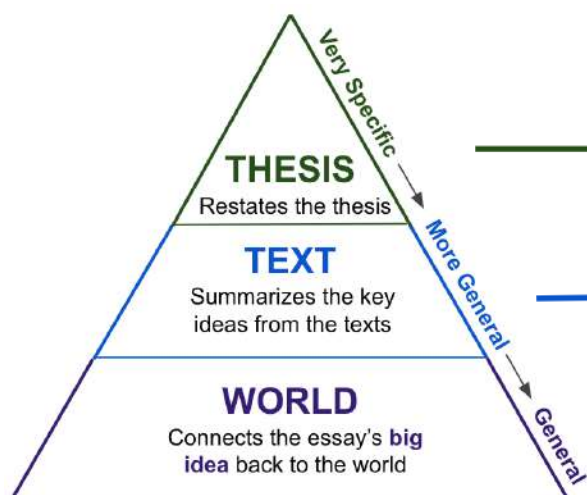 Very Specific
THESIS
Restates the thesis
More General
TEXT
Summarizes the key
ideas from the texts
General
WORLD
Connects the essay's big
idea back to the world